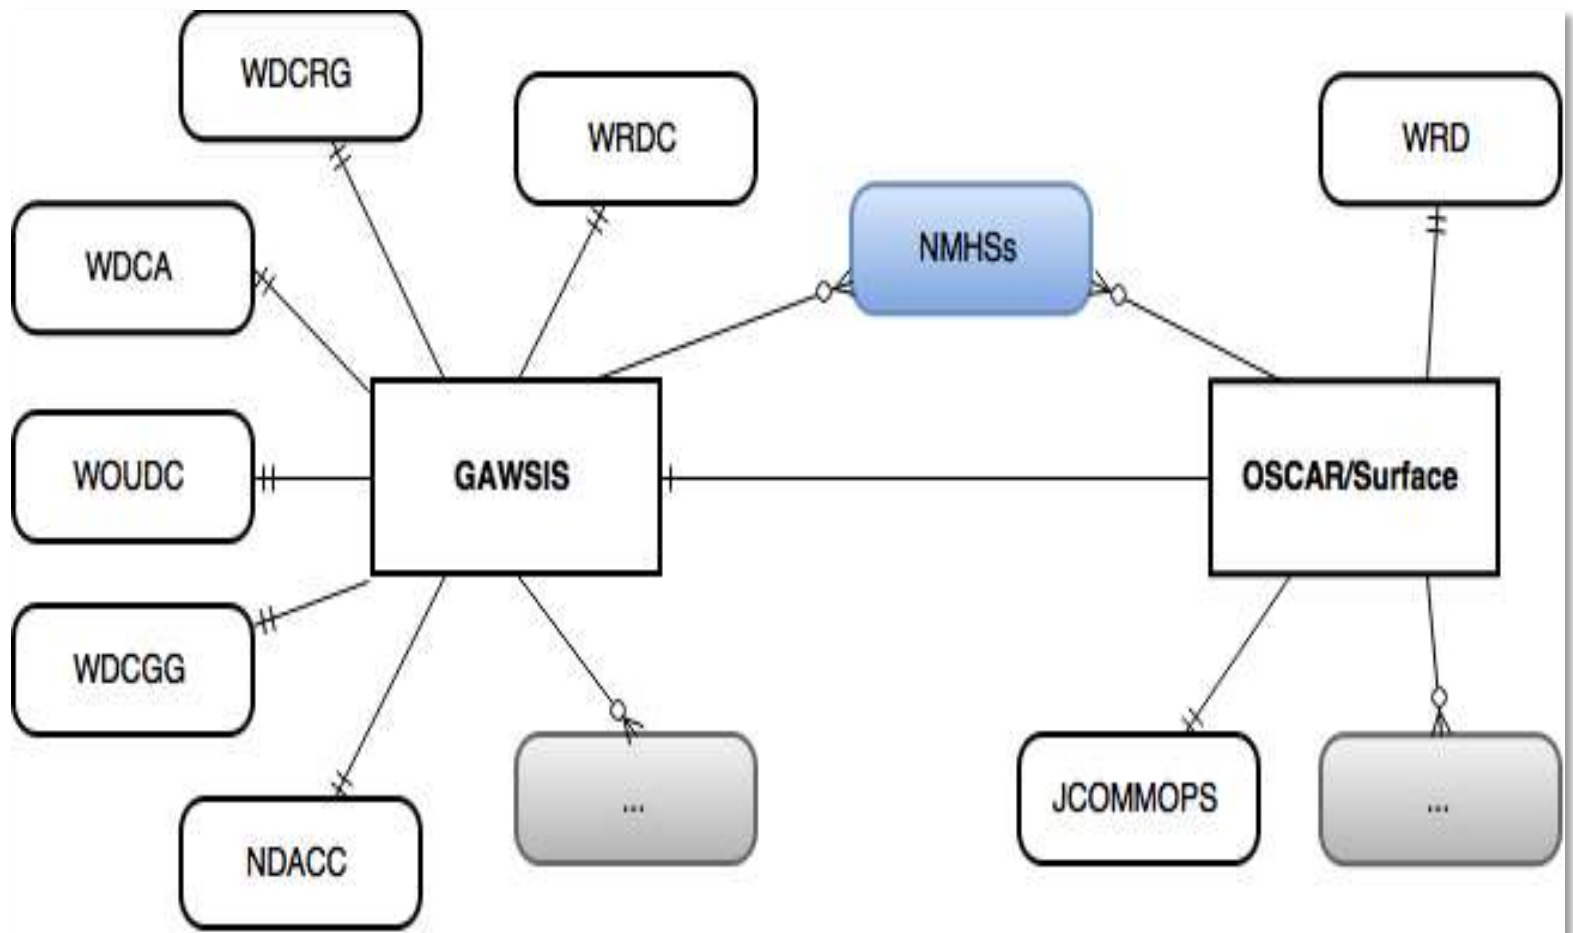 WDCRG
WRDC
WRD
NMHSs
WDCA
WOUDC
GAWSIS
OSCAR/Surface
WDCGG
JCOMMOPS
...
...
NDACC